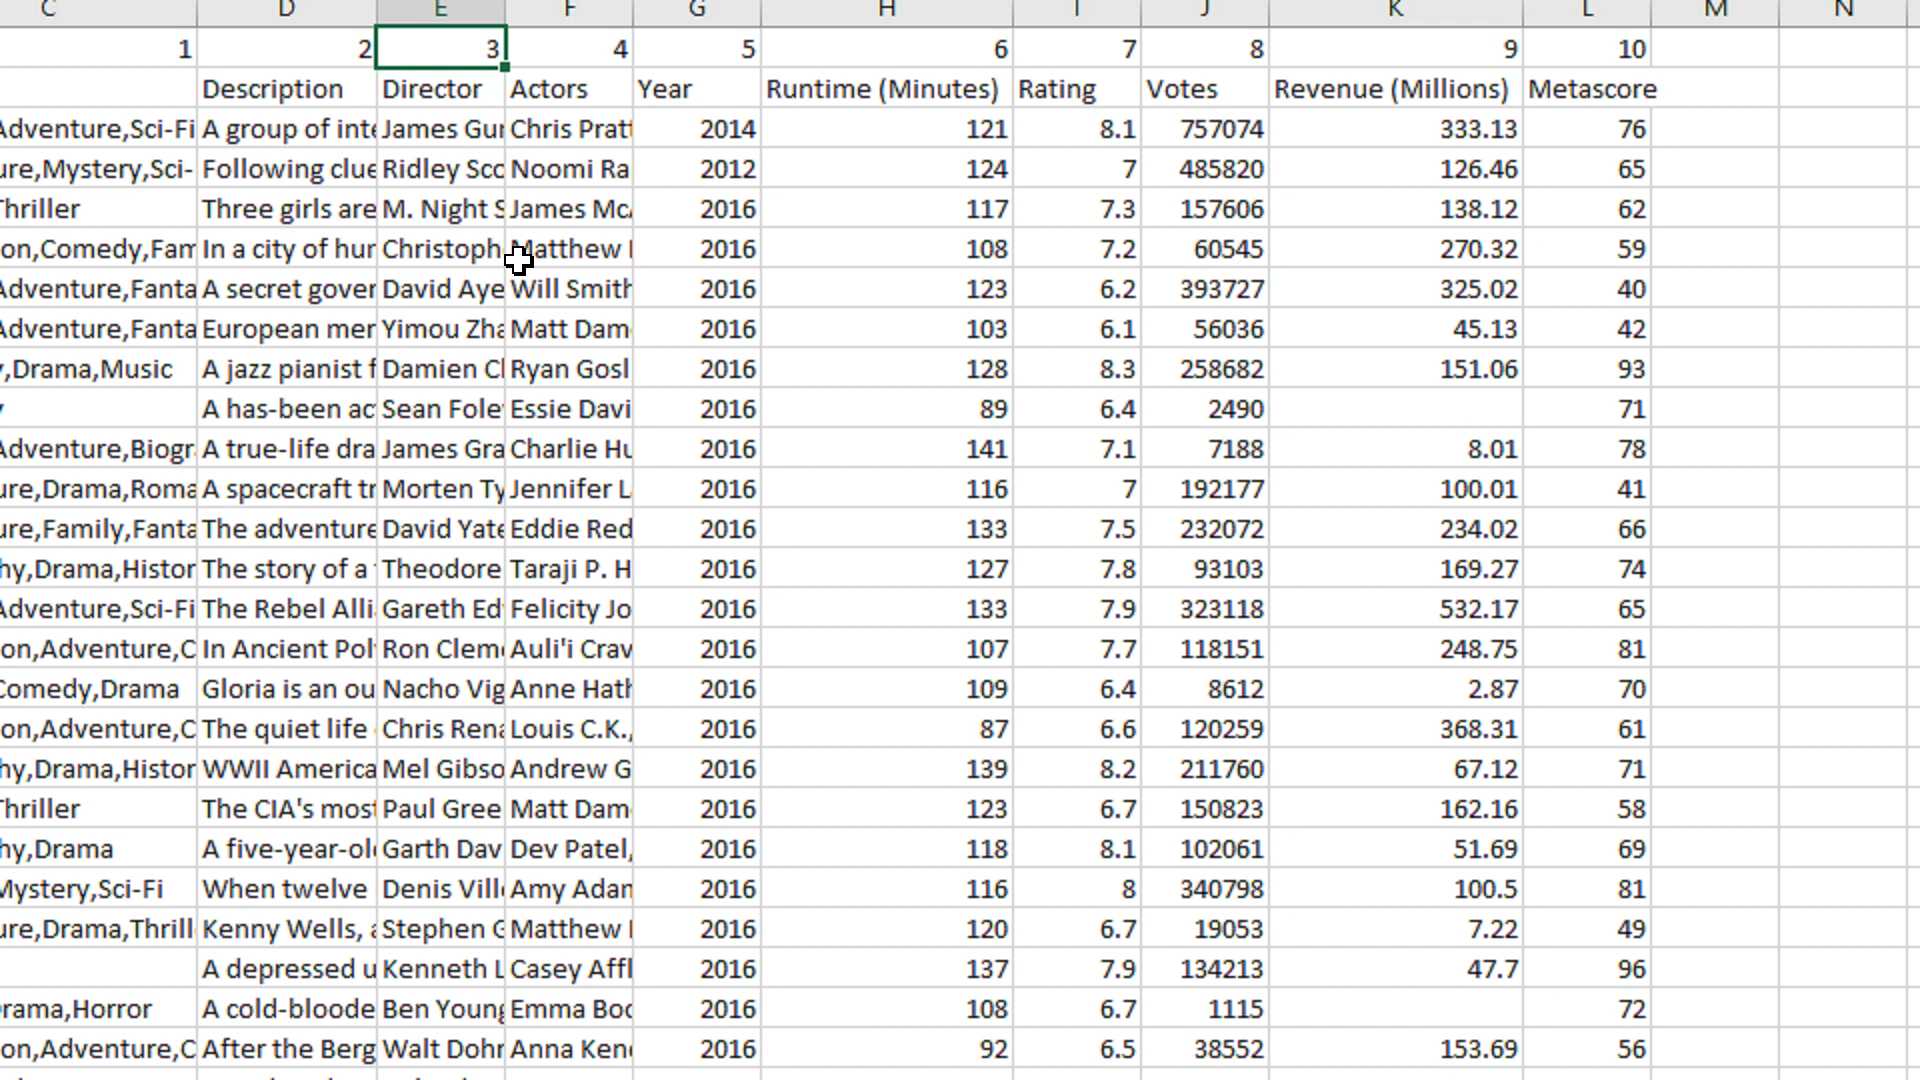 C D E F G H I J K L M N
1 2 3 4 5 6 7 8 9 10
Description Director Actors Year Runtime (Minutes) Rating Votes Revenue (Millions) Metascore
Adventure,Sci-Fi A group of inte James Gun Chris Pratt 2014 121 8.1 757074 333.13 76
ure,Mystery,Sci- Following clue Ridley Sco Noomi Ra 2012 124 7 485820 126.46 65
Thriller Three girls are M. Night S James McA 2016 117 7.3 157606 138.12 62
on,Comedy,Fam In a city of hum Christoph Matthew 2016 108 7.2 60545 270.32 59
Adventure,Fanta A secret gover David Aye Will Smith 2016 123 6.2 393727 325.02 40
Adventure,Fanta European mer Yimou Zha Matt Dam 2016 103 6.1 56036 45.13 42
y,Drama,Music A jazz pianist f Damien Ch Ryan Gosl 2016 128 8.3 258682 151.06 93
y A has-been ac Sean Foley Essie Davi 2016 89 6.4 2490 71
Adventure,Biogr A true-life dra James Gra Charlie Hu 2016 141 7.1 7188 8.01 78
ure,Drama,Roma A spacecraft tr Morten Ty Jennifer L 2016 116 7 192177 100.01 41
ure,Family,Fanta The adventure David Yate Eddie Red 2016 133 7.5 232072 234.02 66
hy,Drama,Histor The story of a Theodore Taraji P. H 2016 127 7.8 93103 169.27 74
Adventure,Sci-Fi The Rebel Alli Gareth Ed Felicity Jo 2016 133 7.9 323118 532.17 65
on,Adventure,C In Ancient Pol Ron Clem Auli'i Crav 2016 107 7.7 118151 248.75 81
Comedy,Drama Gloria is an ou Nacho Vig Anne Hath 2016 109 6.4 8612 2.87 70
on,Adventure,C The quiet life Chris Rena Louis C.K., 2016 87 6.6 120259 368.31 61
hy,Drama,Histor WWII America Mel Gibso Andrew G 2016 139 8.2 211760 67.12 71
Thriller The CIA's most Paul Gree Matt Dam 2016 123 6.7 150823 162.16 58
hy,Drama A five-year-old Garth Dav Dev Patel, 2016 118 8.1 102061 51.69 69
Mystery,Sci-Fi When twelve Denis Ville Amy Adam 2016 116 8 340798 100.5 81
ure,Drama,Thrill Kenny Wells, a Stephen G Matthew 2016 120 6.7 19053 7.22 49
A depressed u Kenneth L Casey Affl 2016 137 7.9 134213 47.7 96
rama,Horror A cold-bloode Ben Young Emma Boo 2016 108 6.7 1115 72
on,Adventure,C After the Berg Walt Dohr Anna Ken 2016 92 6.5 38552 153.69 56